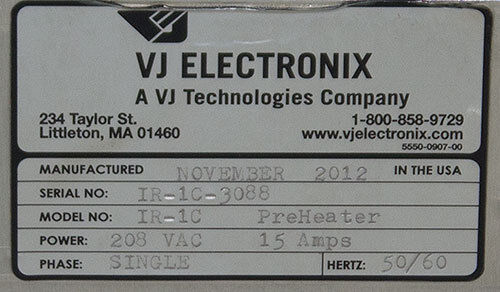 VJ ELECTRONIX
A VJ Technologies Company
234 Taylor St. 1-800-858-9729
Littleton, MA 01460 www.vjelectronix.com
5550-0907-00
MANUFACTURED NOVEMBER 2012 IN THE USA
SERIAL NO: IR-1C-3088
MODEL NO: IR-1C PreHeater
POWER: 208 VAC 15 Amps
PHASE: SINGLE HERTZ: 50/60